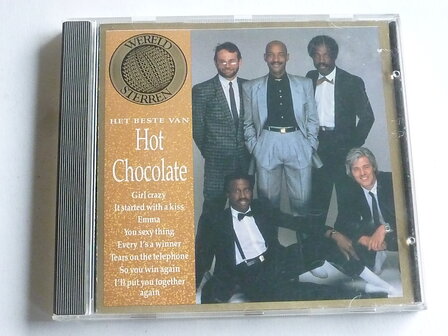 WERELD
STERREN
HET BESTE VAN
Hot
Chocolate
Girl crazy
It started with a kiss
Emma
You sexy thing
Every 1's a winner
Tears on the telephone
So you win again
I'll put you together
again